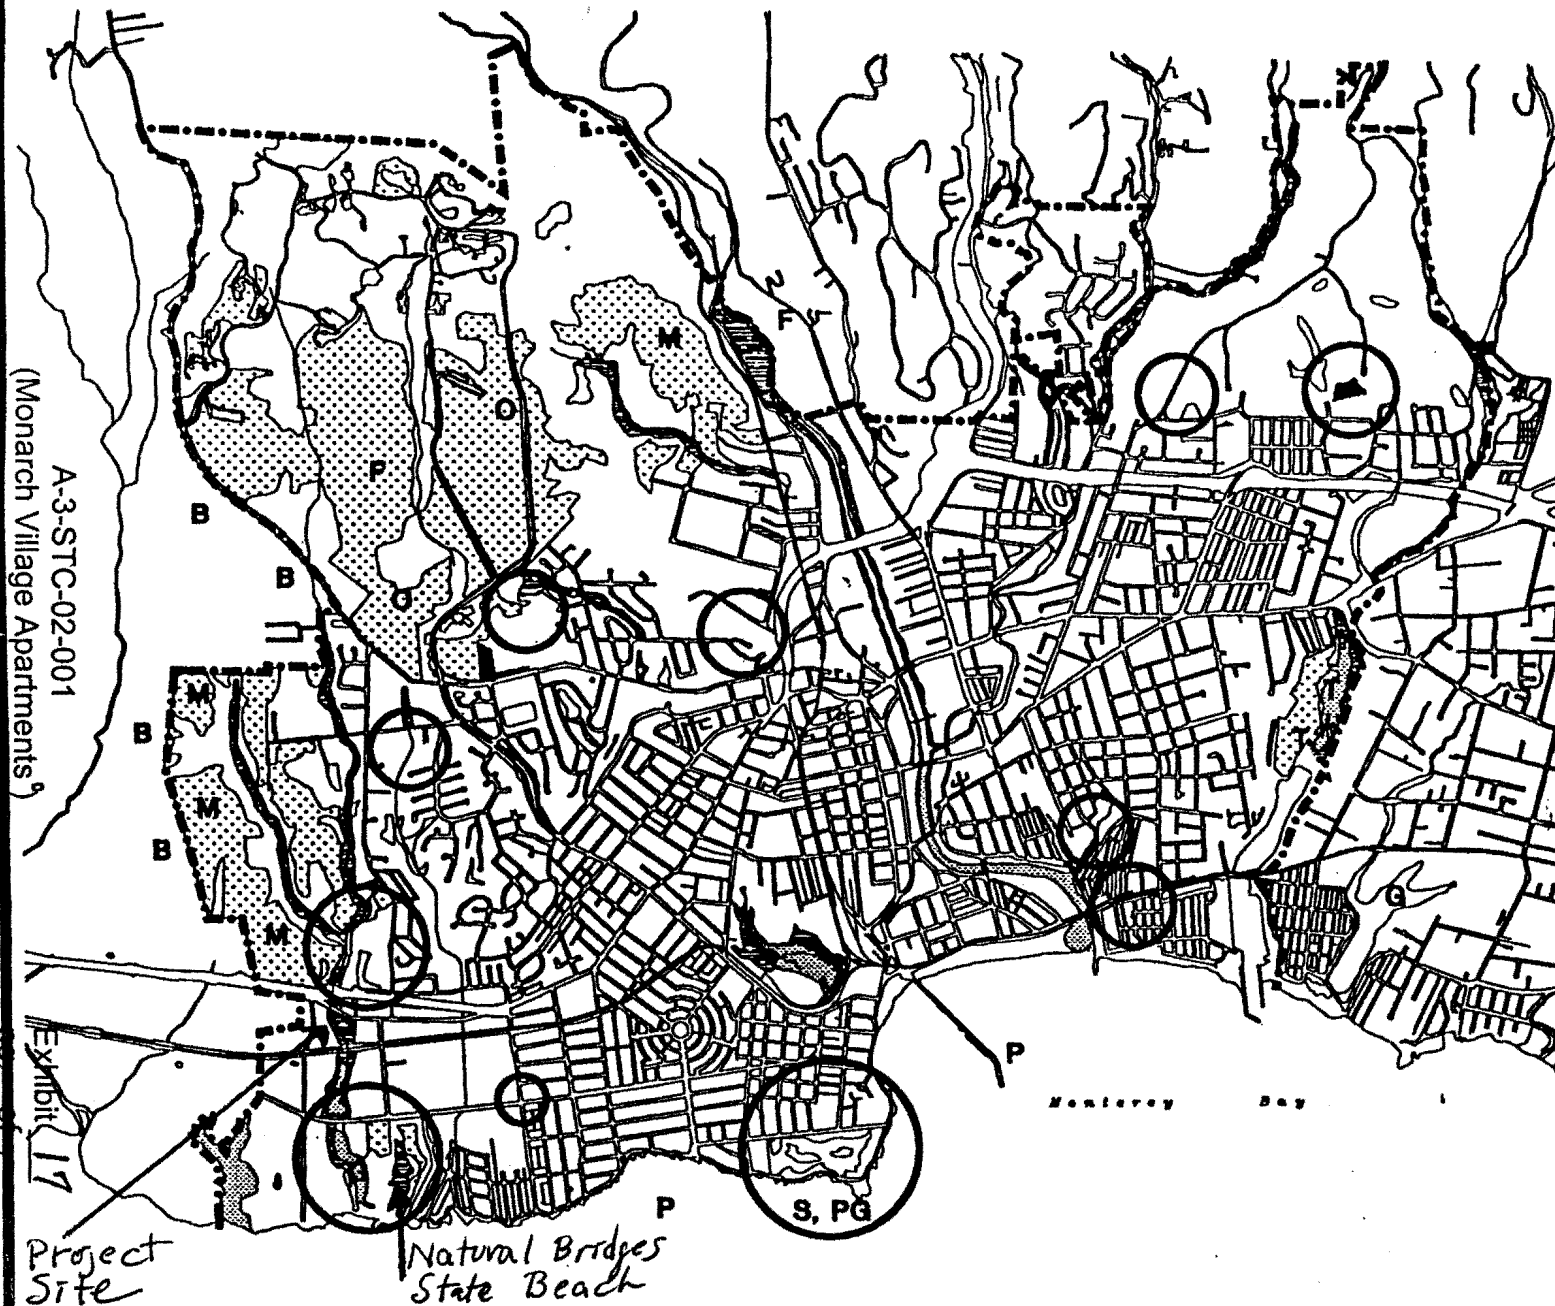 M
O
P
B
B
O
M
B
M
B
M
G
A-3-STC-02-001
(Monarch Village Apartments)
Exhibit 17
P
Monterey Bay
P
S, PG
Project
Site
Natural Bridges
State Beach